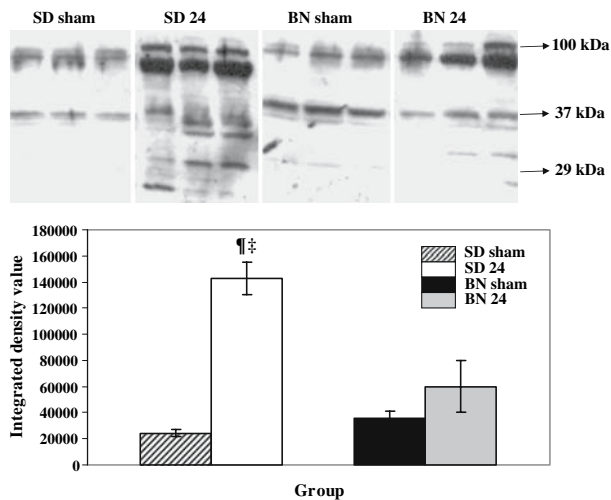 SD sham SD 24 BN sham BN 24
100 kDa
37 kDa
29 kDa
180000
160000
140000
120000
100000
80000
60000
40000
20000
0
Integrated density value
¶‡
SD sham
SD 24
BN sham
BN 24
Group